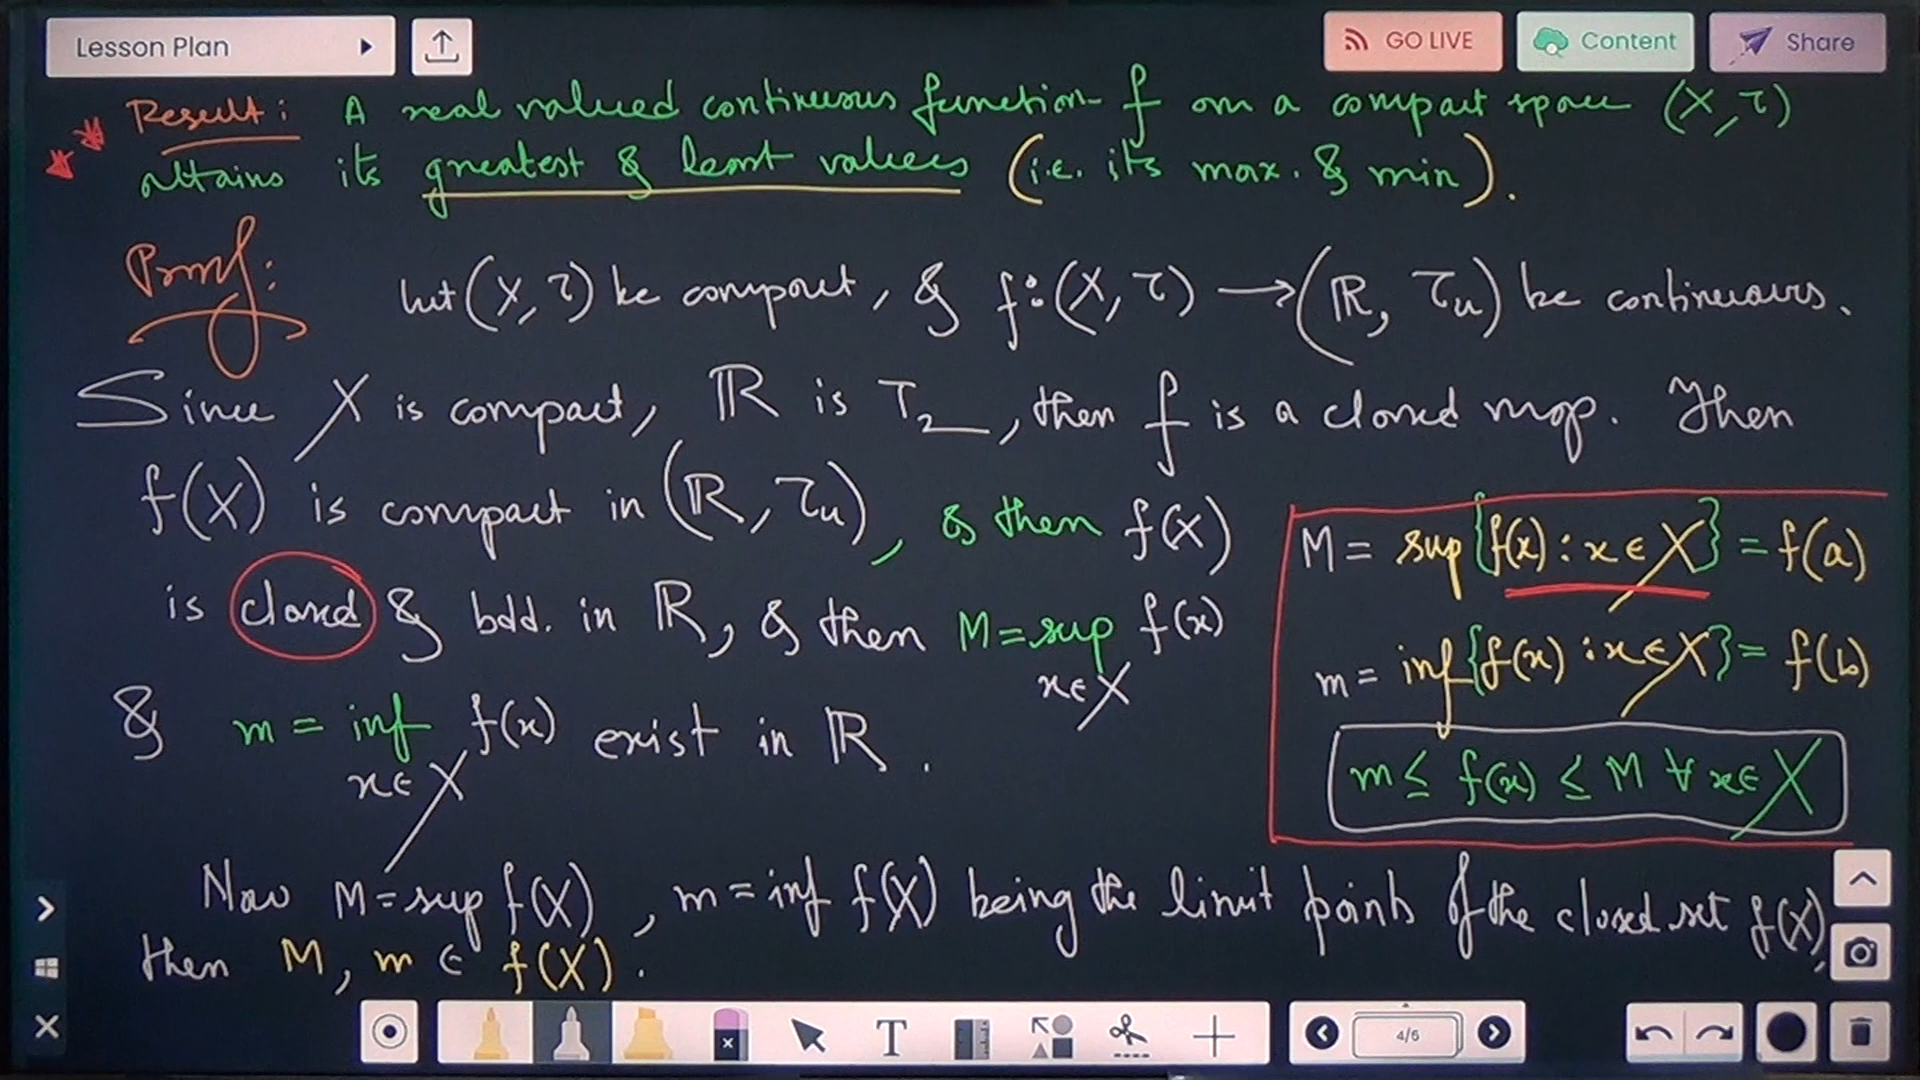 Lesson Plan
GO LIVE
Content
Share
Result: A real valued continuous function f on a compact space (X, τ)
attains its greatest & least values (i.e. its max. & min).
Proof: Let (X, τ) be compact, & f: (X, τ) → (ℝ, τu) be continuous.
Since X is compact, ℝ is T₂, then f is a closed map. Then
f(X) is compact in (ℝ, τu), & then f(X)
is closed & bdd. in ℝ, & then M = sup f(x)
x∈X
& m = inf f(x) exist in ℝ.
x∈X
M = sup{f(x) : x ∈ X} = f(a)
m = inf{f(x) : x ∈ X} = f(b)
m ≤ f(x) ≤ M ∀ x ∈ X
Now M = sup f(X), m = inf f(X) being the limit points of the closed set f(X),
then M, m ∈ f(X).
T
4/6